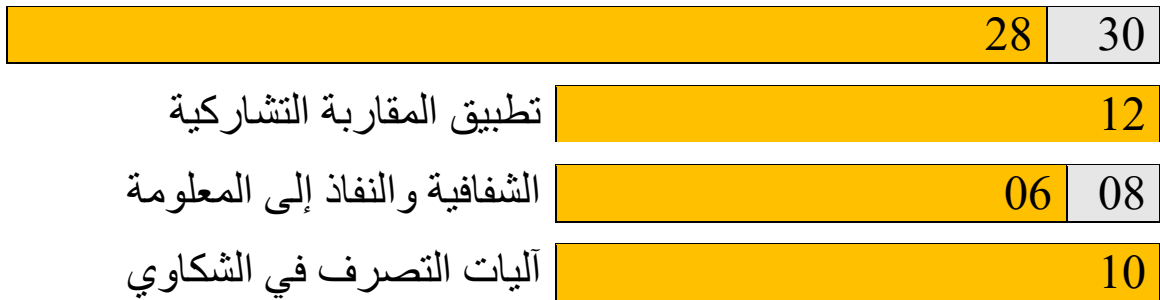 30 28
12 تطبيق المقاربة التشاركية
08 06 الشفافية والنفاذ إلى المعلومة
10 آليات التصرف في الشكاوي